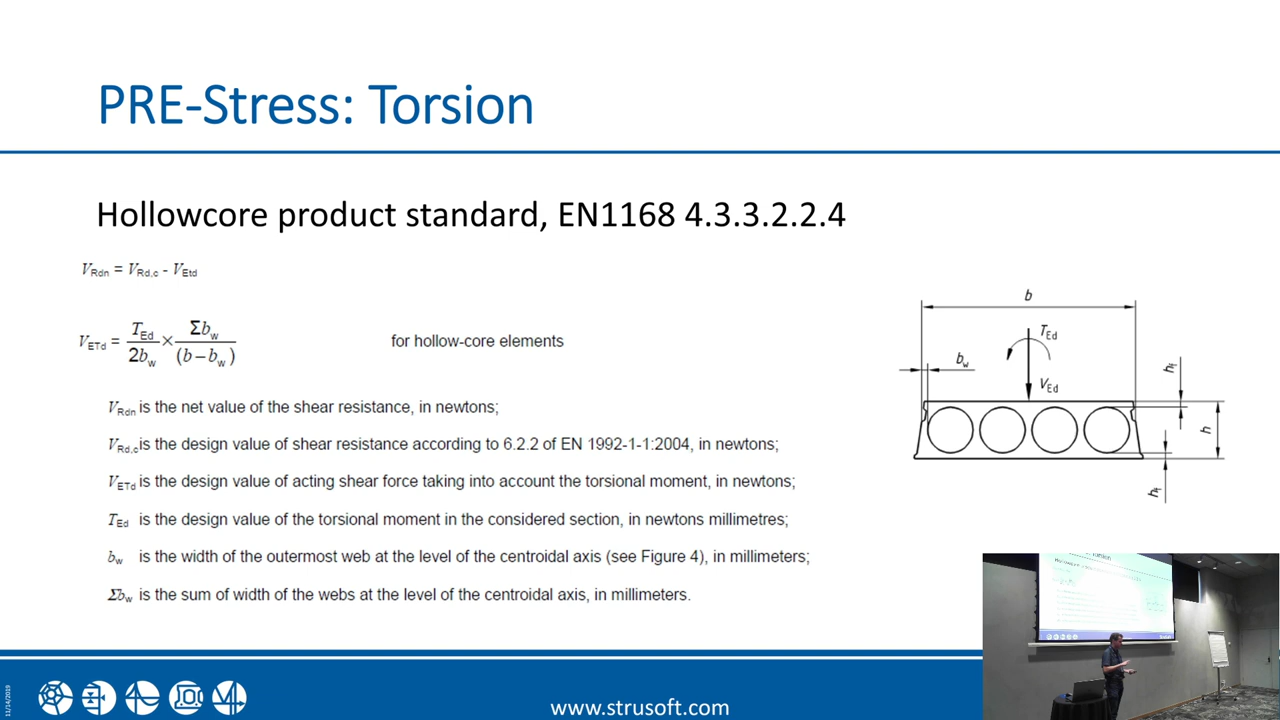 PRE-Stress: Torsion
Hollowcore product standard, EN1168 4.3.3.2.2.4
V_Rdn = V_Rd,c - V_Etd
V_ETd = T_Ed / 2b_w × Σb_w / (b – b_w)
for hollow-core elements
V_Rdn is the net value of the shear resistance, in newtons;
V_Rd,c is the design value of shear resistance according to 6.2.2 of EN 1992-1-1:2004, in newtons;
V_ETd is the design value of acting shear force taking into account the torsional moment, in newtons;
T_Ed is the design value of the torsional moment in the considered section, in newtons millimetres;
b_w is the width of the outermost web at the level of the centroidal axis (see Figure 4), in millimeters;
Σb_w is the sum of width of the webs at the level of the centroidal axis, in millimeters.
b
T_Ed
b_w
V_Ed
h_f
h
h_f
11/14/2019
www.strusoft.com